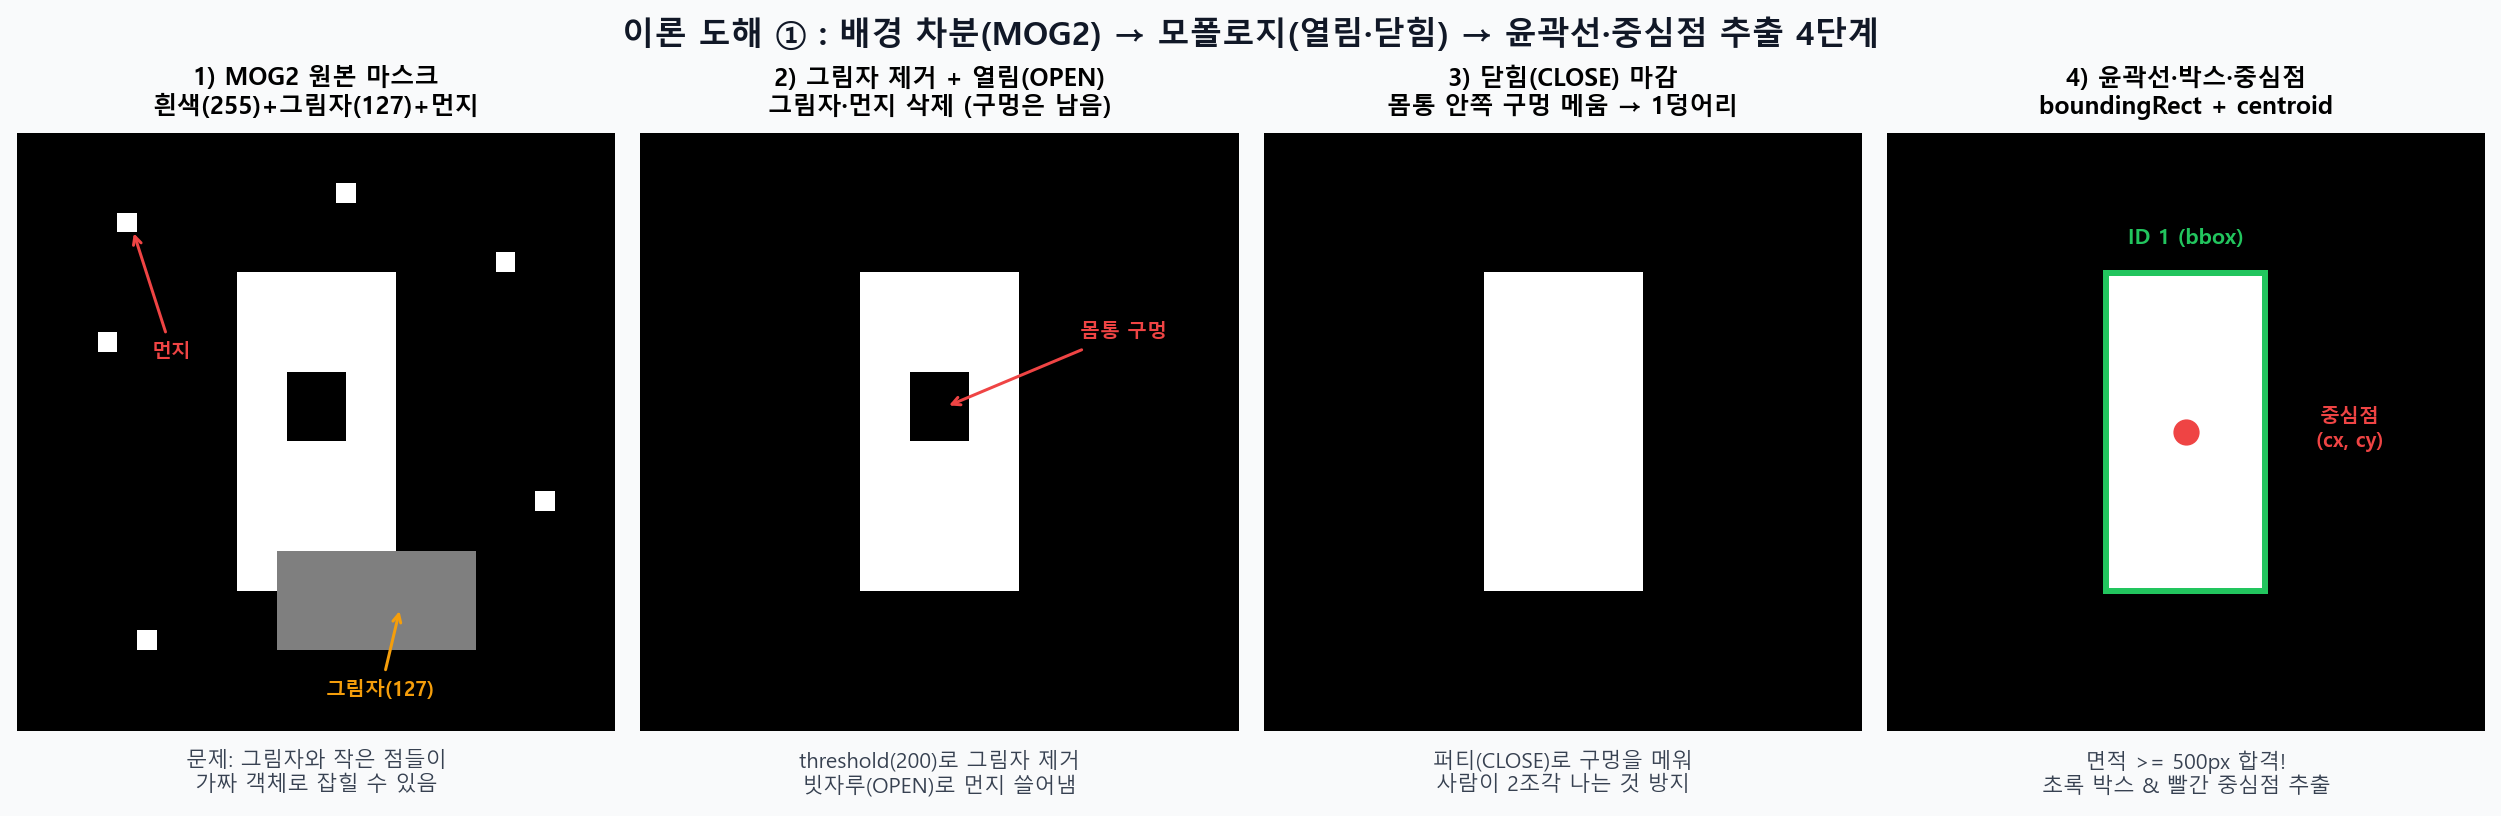 이론 도해 ① : 배경 차분(MOG2) → 모폴로지(열림·닫힘) → 윤곽선·중심점 추출 4단계
1) MOG2 원본 마스크
흰색(255)+그림자(127)+먼지
먼지
그림자(127)
문제: 그림자와 작은 점들이
가짜 객체로 잡힐 수 있음
2) 그림자 제거 + 열림(OPEN)
그림자·먼지 삭제 (구멍은 남음)
몸통 구멍
threshold(200)로 그림자 제거
빗자루(OPEN)로 먼지 쓸어냄
3) 닫힘(CLOSE) 마감
몸통 안쪽 구멍 메움 → 1덩어리
퍼티(CLOSE)로 구멍을 메워
사람이 2조각 나는 것 방지
4) 윤곽선·박스·중심점
boundingRect + centroid
ID 1 (bbox)
중심점
(cx, cy)
면적 >= 500px 합격!
초록 박스 & 빨간 중심점 추출